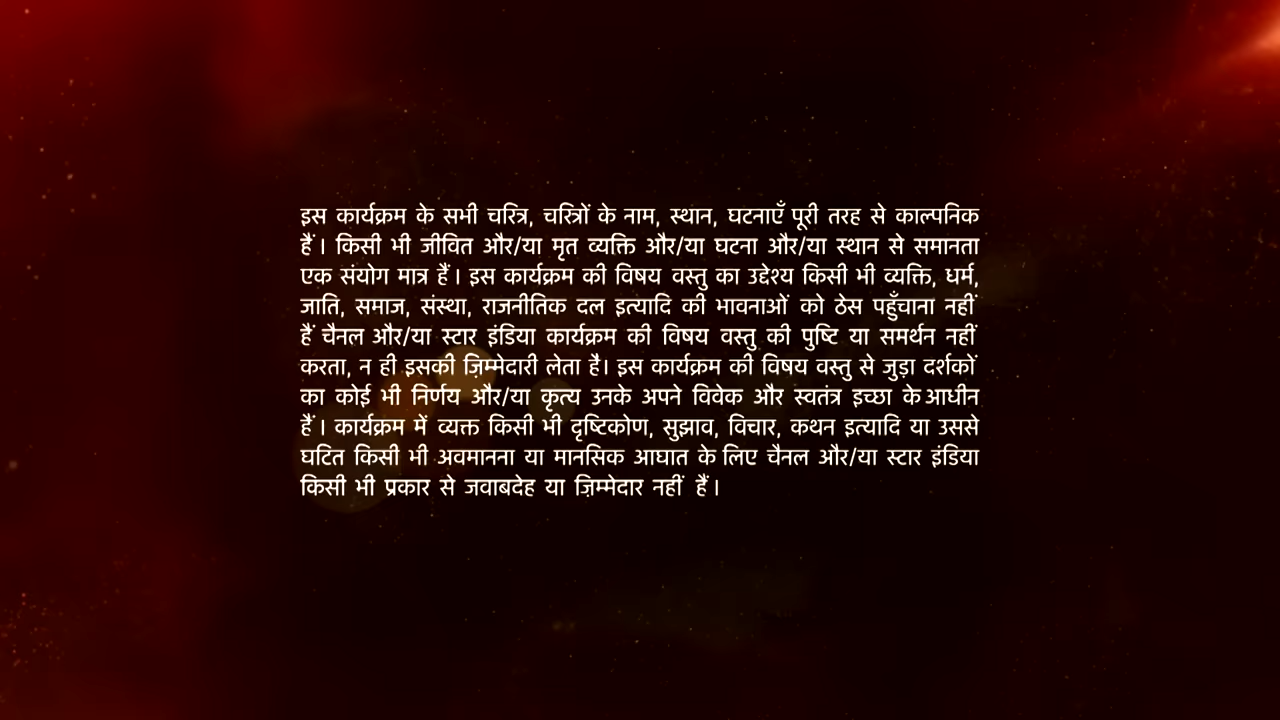 इस कार्यक्रम के सभी चरित्र, चरित्रों के नाम, स्थान, घटनाएँ पूरी तरह से काल्पनिक
हैं। किसी भी जीवित और/या मृत व्यक्ति और/या घटना और/या स्थान से समानता
एक संयोग मात्र हैं। इस कार्यक्रम की विषय वस्तु का उद्देश्य किसी भी व्यक्ति, धर्म,
जाति, समाज, संस्था, राजनीतिक दल इत्यादि की भावनाओं को ठेस पहुँचाना नहीं
हैं चैनल और/या स्टार इंडिया कार्यक्रम की विषय वस्तु की पुष्टि या समर्थन नहीं
करता, न ही इसकी ज़िम्मेदारी लेता है। इस कार्यक्रम की विषय वस्तु से जुड़ा दर्शकों
का कोई भी निर्णय और/या कृत्य उनके अपने विवेक और स्वतंत्र इच्छा के आधीन
हैं। कार्यक्रम में व्यक्त किसी भी दृष्टिकोण, सुझाव, विचार, कथन इत्यादि या उससे
घटित किसी भी अवमानना या मानसिक आघात के लिए चैनल और/या स्टार इंडिया
किसी भी प्रकार से जवाबदेह या ज़िम्मेदार नहीं हैं।